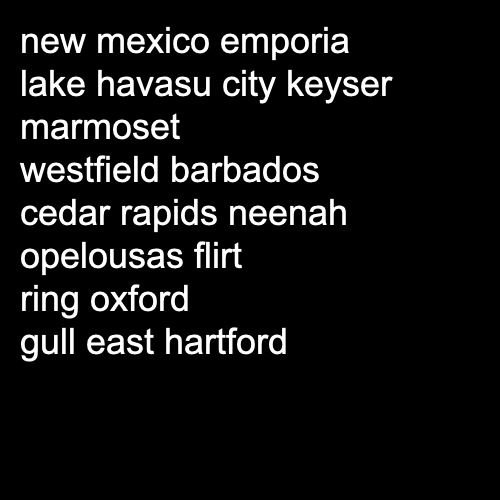 new mexico emporia
lake havasu city keyser
marmoset
westfield barbados
cedar rapids neenah
opelousas flirt
ring oxford
gull east hartford